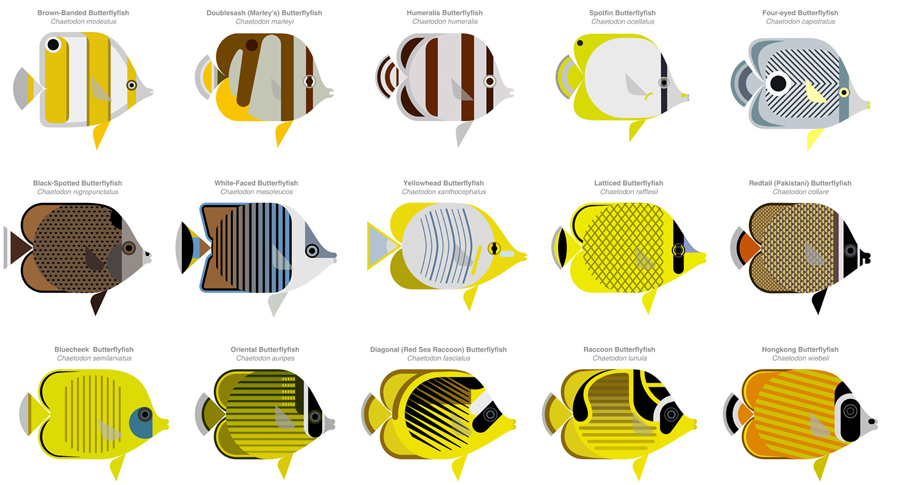 Brown-Banded Butterflyfish
Chaetodon modestus
Doublesash (Marley's) Butterflyfish
Chaetodon marleyi
Humeralis Butterflyfish
Chaetodon humeralis
Spotfin Butterflyfish
Chaetodon ocellatus
Four-eyed Butterflyfish
Chaetodon capistratus
Black-Spotted Butterflyfish
Chaetodon nigropunctatus
White-Faced Butterflyfish
Chaetodon mesoleucos
Yellowhead Butterflyfish
Chaetodon xanthocephalus
Latticed Butterflyfish
Chaetodon rafflesii
Redtail (Pakistani) Butterflyfish
Chaetodon collare
Bluecheek Butterflyfish
Chaetodon semilarvatus
Oriental Butterflyfish
Chaetodon auripes
Diagonal (Red Sea Raccoon) Butterflyfish
Chaetodon fasciatus
Raccoon Butterflyfish
Chaetodon lunula
Hongkong Butterflyfish
Chaetodon wiebeli